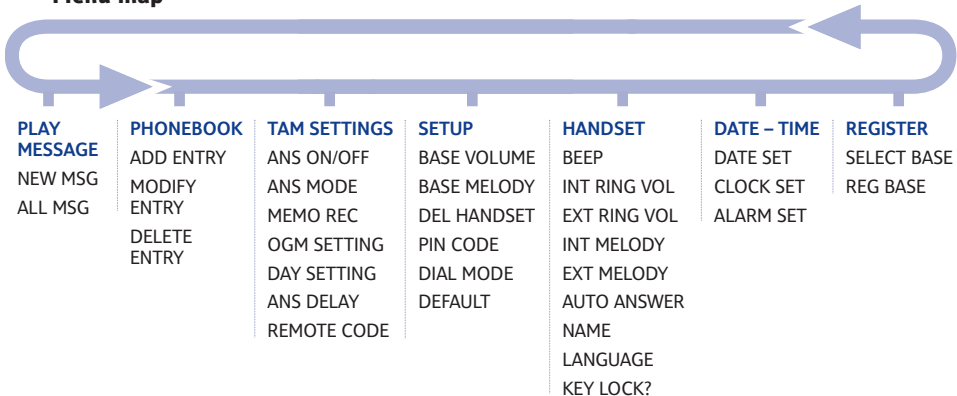 Menu map
PLAY
MESSAGE
NEW MSG
ALL MSG
PHONEBOOK
ADD ENTRY
MODIFY
ENTRY
DELETE
ENTRY
TAM SETTINGS
ANS ON/OFF
ANS MODE
MEMO REC
OGM SETTING
DAY SETTING
ANS DELAY
REMOTE CODE
SETUP
BASE VOLUME
BASE MELODY
DEL HANDSET
PIN CODE
DIAL MODE
DEFAULT
HANDSET
BEEP
INT RING VOL
EXT RING VOL
INT MELODY
EXT MELODY
AUTO ANSWER
NAME
LANGUAGE
KEY LOCK?
DATE – TIME
DATE SET
CLOCK SET
ALARM SET
REGISTER
SELECT BASE
REG BASE